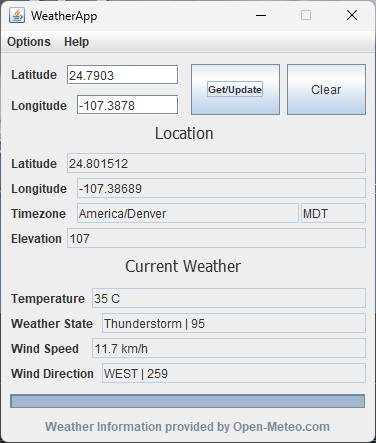 WeatherApp
Options Help
Latitude 24.7903
Longitude -107.3878
Get/Update
Clear
Location
Latitude 24.801512
Longitude -107.38689
Timezone America/Denver MDT
Elevation 107
Current Weather
Temperature 35 C
Weather State Thunderstorm | 95
Wind Speed 11.7 km/h
Wind Direction WEST | 259
Weather Information provided by Open-Meteo.com